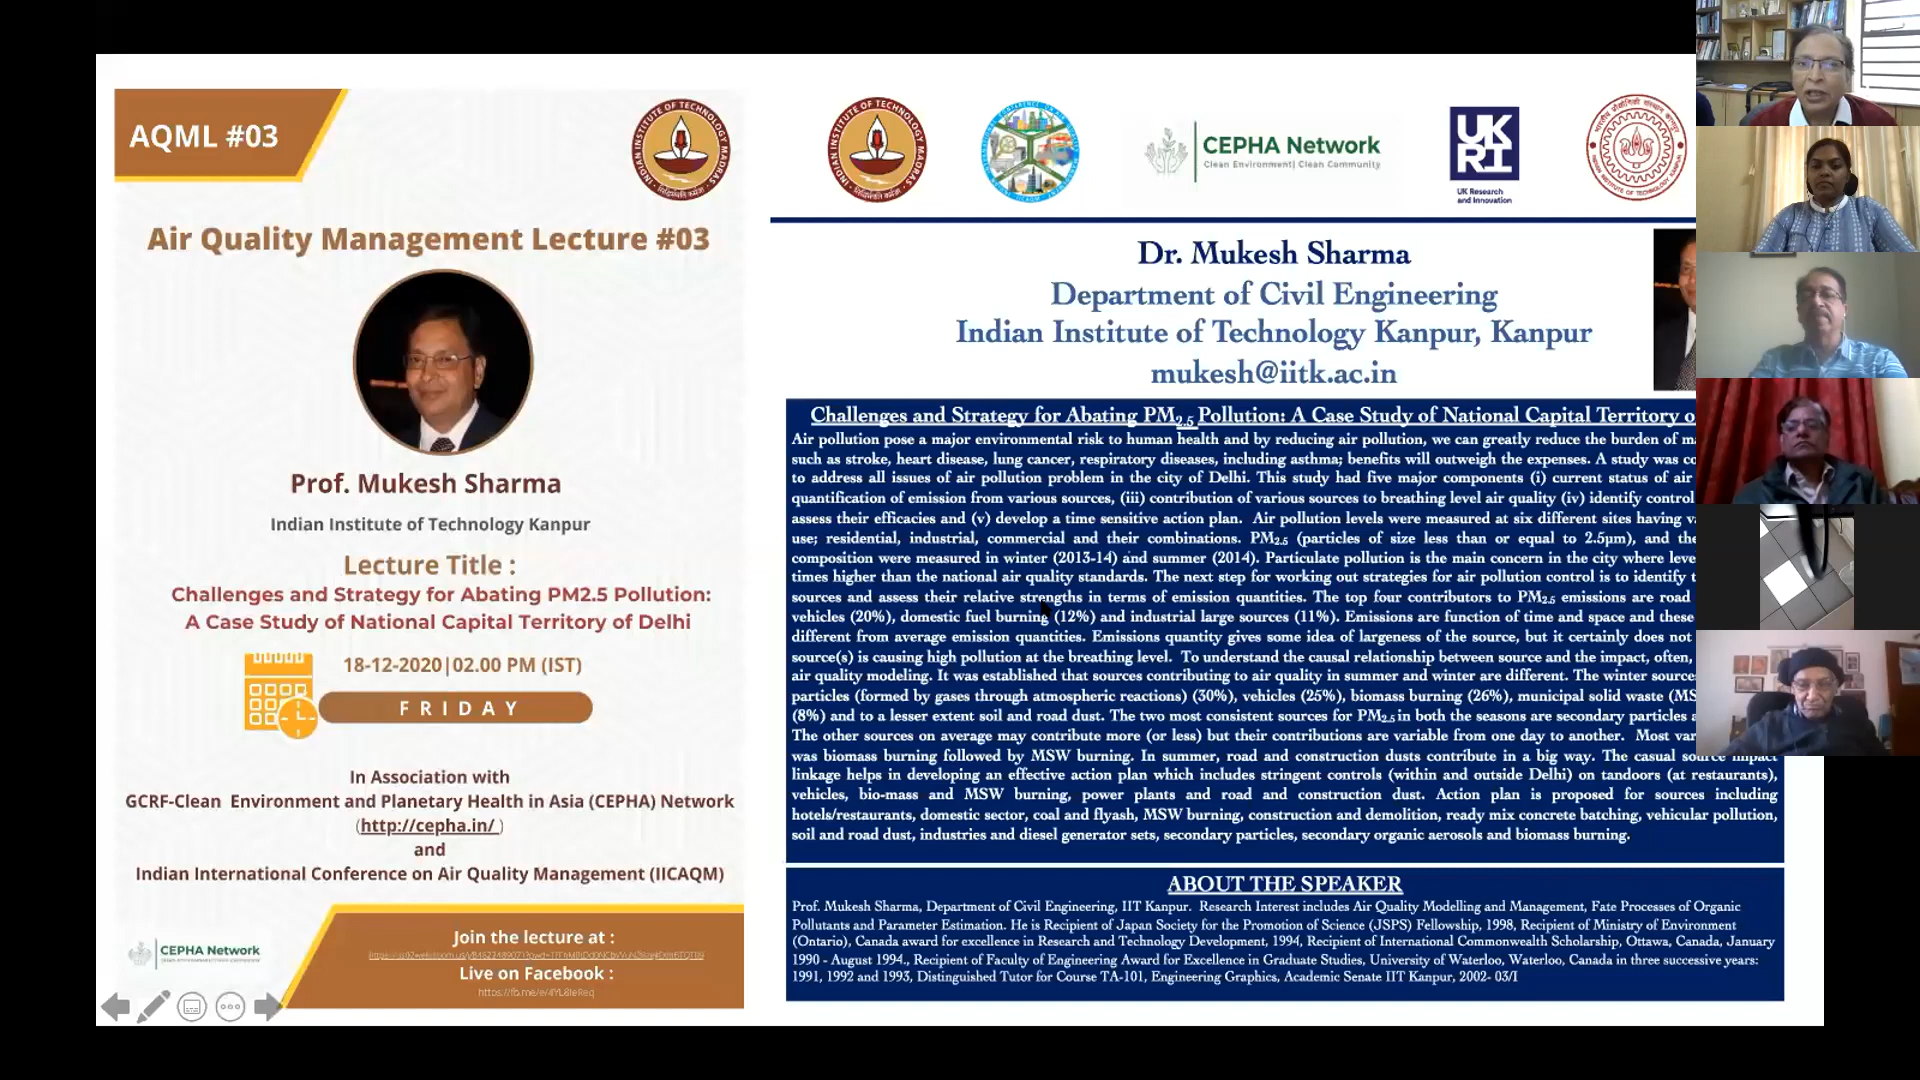 AQML #03
Air Quality Management Lecture #03
Prof. Mukesh Sharma
Indian Institute of Technology Kanpur
Lecture Title :
Challenges and Strategy for Abating PM2.5 Pollution:
A Case Study of National Capital Territory of Delhi
18-12-2020|02.00 PM (IST)
FRIDAY
In Association with
GCRF-Clean Environment and Planetary Health in Asia (CEPHA) Network
(http://cepha.in/ )
and
Indian International Conference on Air Quality Management (IICAQM)
CEPHA Network
Join the lecture at :
Live on Facebook :
INDIAN INSTITUTE OF TECHNOLOGY MADRAS
INDIAN INSTITUTE OF TECHNOLOGY MADRAS
CEPHA Network
Clean Environment| Clean Community
UK
RI
UK Research
and Innovation
Dr. Mukesh Sharma
Department of Civil Engineering
Indian Institute of Technology Kanpur, Kanpur
mukesh@iitk.ac.in
Challenges and Strategy for Abating PM2.5 Pollution: A Case Study of National Capital Territory o
Air pollution pose a major environmental risk to human health and by reducing air pollution, we can greatly reduce the burden of
such as stroke, heart disease, lung cancer, respiratory diseases, including asthma; benefits will outweigh the expenses. A study was
to address all issues of air pollution problem in the city of Delhi. This study had five major components (i) current status of air
quantification of emission from various sources, (iii) contribution of various sources to breathing level air quality (iv) identify control
assess their efficacies and (v) develop a time sensitive action plan. Air pollution levels were measured at six different sites having
use; residential, industrial, commercial and their combinations. PM2.5 (particles of size less than or equal to 2.5µm), and
composition were measured in winter (2013-14) and summer (2014). Particulate pollution is the main concern in the city where
times higher than the national air quality standards. The next step for working out strategies for air pollution control is to identify
sources and assess their relative strengths in terms of emission quantities. The top four contributors to PM2.5 emissions are road
vehicles (20%), domestic fuel burning (12%) and industrial large sources (11%). Emissions are function of time and space and these
different from average emission quantities. Emissions quantity gives some idea of largeness of the source, but it certainly does not
source(s) is causing high pollution at the breathing level. To understand the causal relationship between source and the impact, often,
air quality modeling. It was established that sources contributing to air quality in summer and winter are different. The winter
particles (formed by gases through atmospheric reactions) (30%), vehicles (25%), biomass burning (26%), municipal solid waste
(8%) and to a lesser extent soil and road dust. The two most consistent sources for PM2.5 in both the seasons are secondary particles
The other sources on average may contribute more (or less) but their contributions are variable from one day to another. Most
was biomass burning followed by MSW burning. In summer, road and construction dusts contribute in a big way. The casual source impact
linkage helps in developing an effective action plan which includes stringent controls (within and outside Delhi) on tandoors (at restaurants),
vehicles, bio-mass and MSW burning, power plants and road and construction dust. Action plan is proposed for sources including
hotels/restaurants, domestic sector, coal and flyash, MSW burning, construction and demolition, ready mix concrete batching, vehicular pollution,
soil and road dust, industries and diesel generator sets, secondary particles, secondary organic aerosols and biomass burning.
ABOUT THE SPEAKER
Prof. Mukesh Sharma, Department of Civil Engineering, IIT Kanpur. Research Interest includes Air Quality Modelling and Management, Fate Processes of Organic
Pollutants and Parameter Estimation. He is Recipient of Japan Society for the Promotion of Science (JSPS) Fellowship, 1998, Recipient of Ministry of Environment
(Ontario), Canada award for excellence in Research and Technology Development, 1994, Recipient of International Commonwealth Scholarship, Ottawa, Canada, January
1990 - August 1994., Recipient of Faculty of Engineering Award for Excellence in Graduate Studies, University of Waterloo, Waterloo, Canada in three successive years:
1991, 1992 and 1993, Distinguished Tutor for Course TA-101, Engineering Graphics, Academic Senate IIT Kanpur, 2002- 03/I